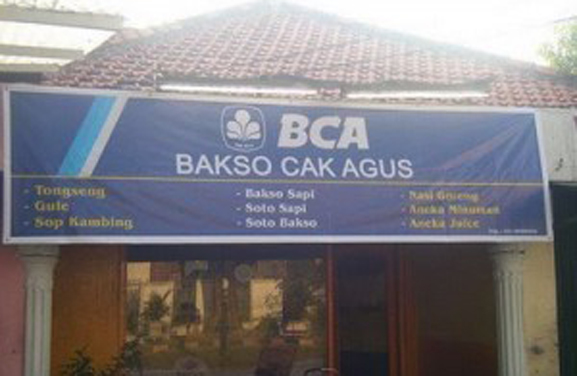 BCA
BAKSO CAK AGUS
- Tongseng
- Gule
- Sop Kambing
- Bakso Sapi
- Soto Sapi
- Soto Bakso
- Nasi Goreng
- Aneka Minuman
- Aneka Juice